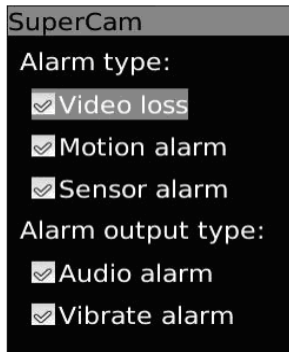 SuperCam
Alarm type:
Video loss
Motion alarm
Sensor alarm
Alarm output type:
Audio alarm
Vibrate alarm